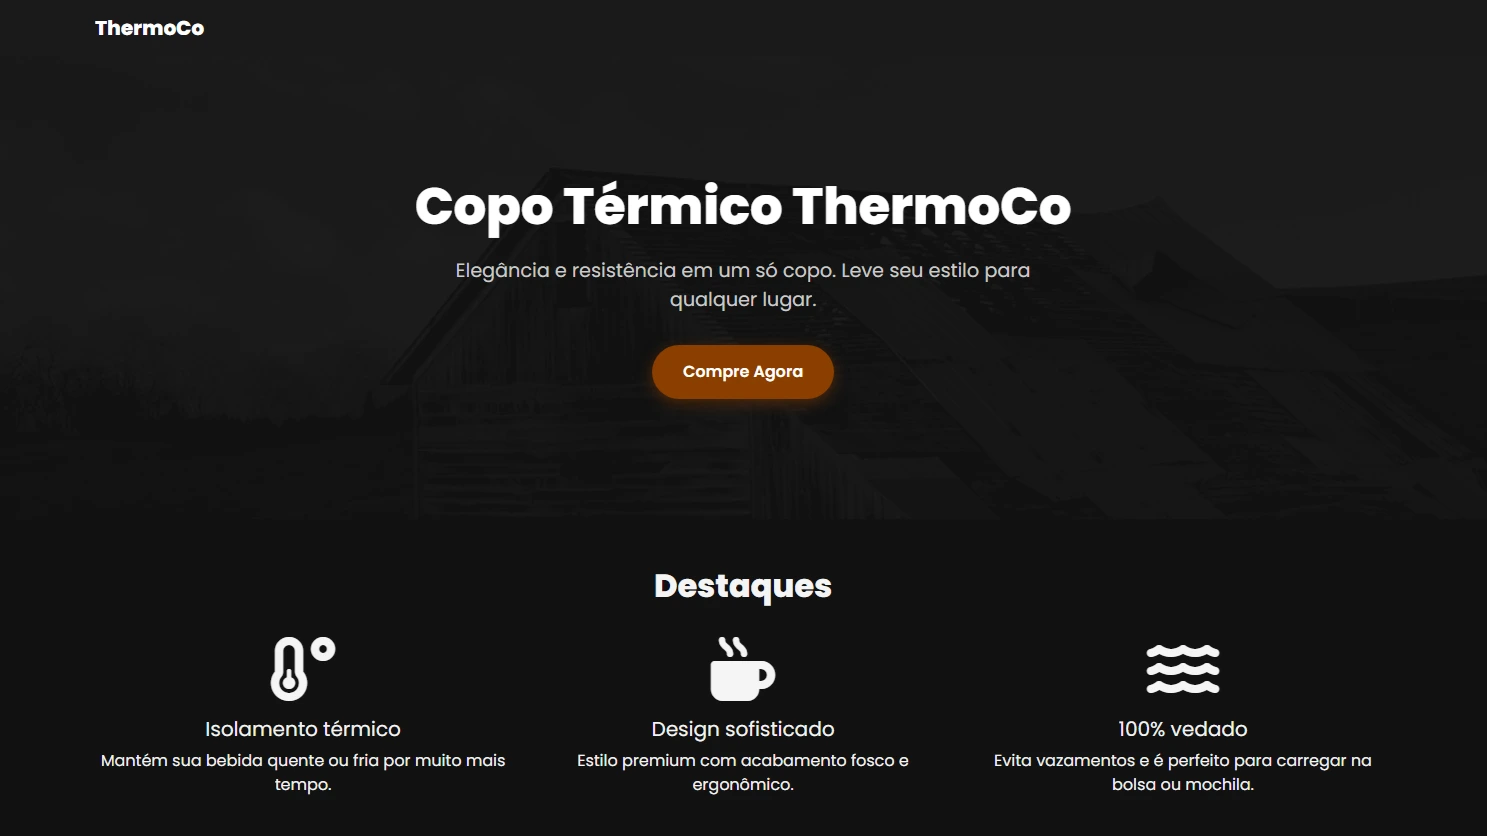 ThermoCo
Copo Térmico ThermoCo
Elegância e resistência em um só copo. Leve seu estilo para
qualquer lugar.
Compre Agora
Destaques
Isolamento térmico
Mantém sua bebida quente ou fria por muito mais
tempo.
Design sofisticado
Estilo premium com acabamento fosco e
ergonômico.
100% vedado
Evita vazamentos e é perfeito para carregar na
bolsa ou mochila.